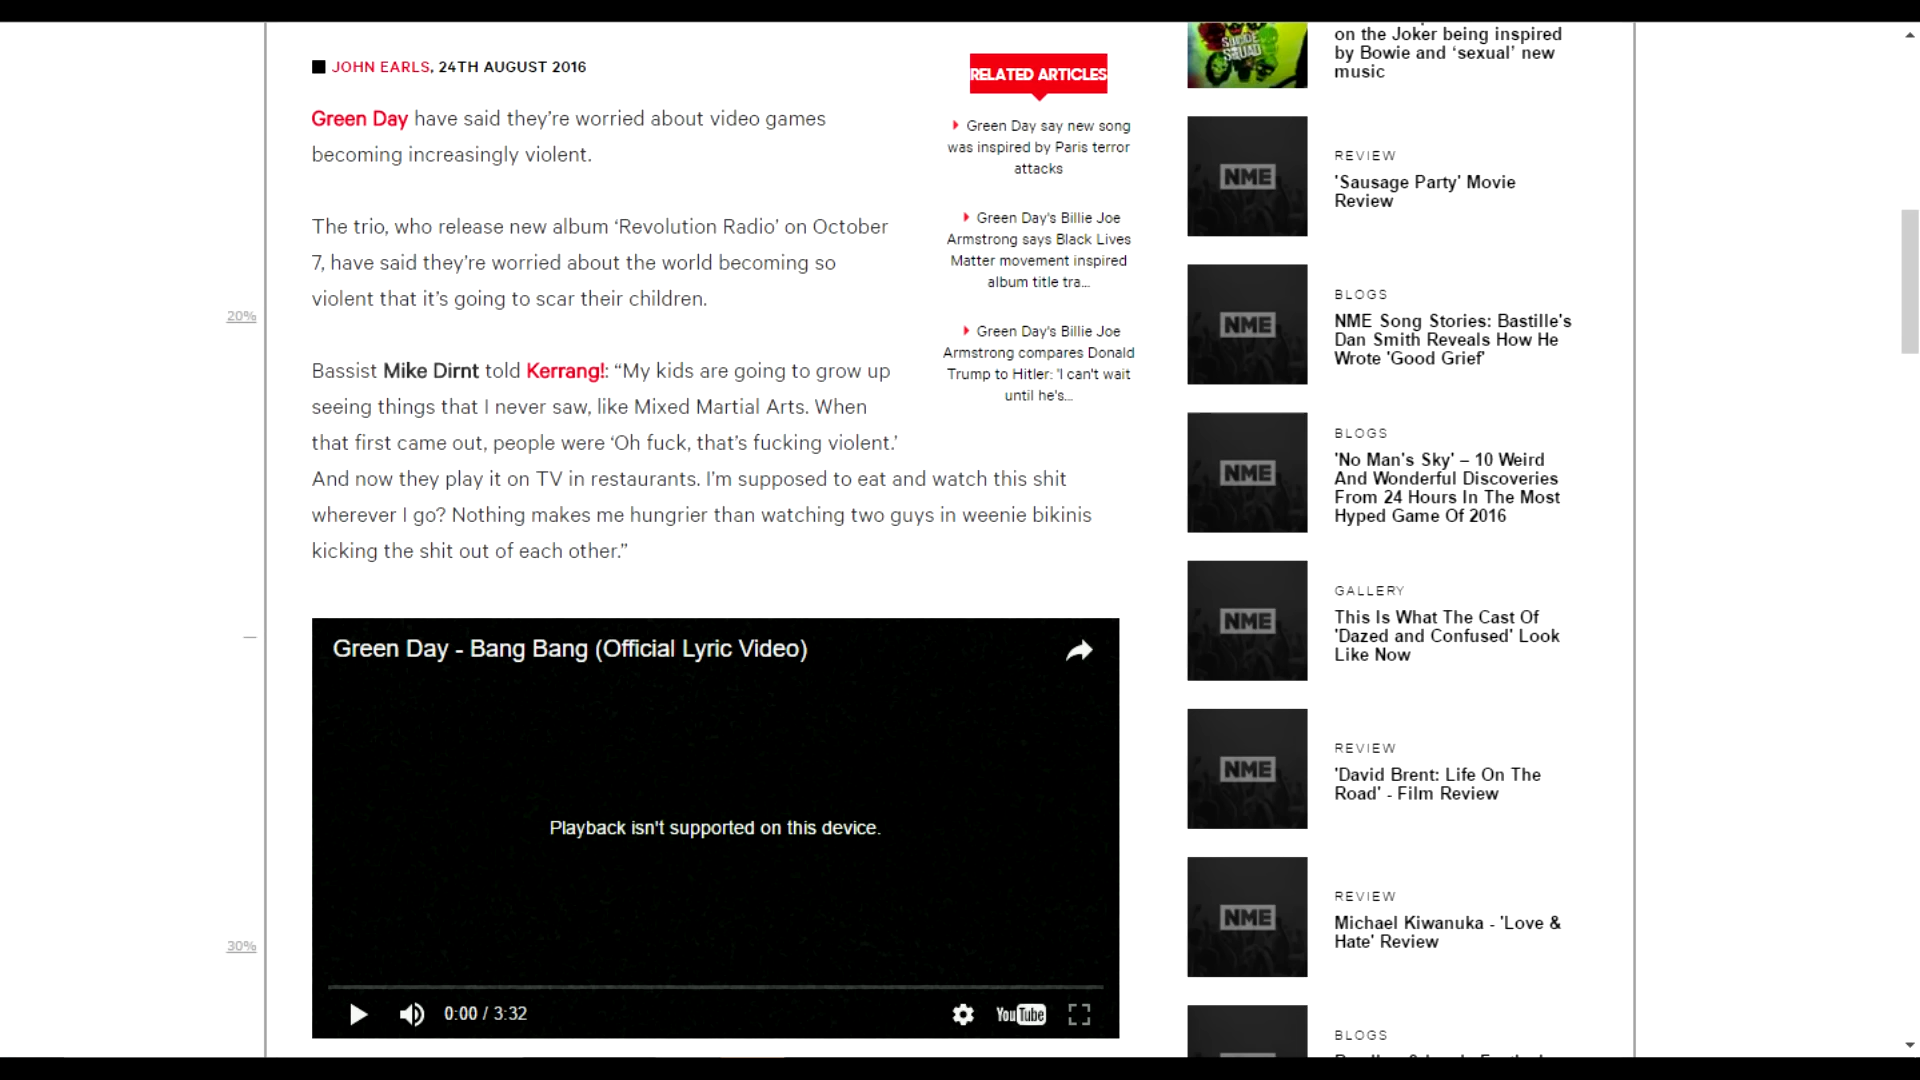 JOHN EARLS, 24TH AUGUST 2016
Green Day have said they’re worried about video games
becoming increasingly violent.
The trio, who release new album ‘Revolution Radio’ on October
7, have said they’re worried about the world becoming so
violent that it’s going to scar their children.
Bassist Mike Dirnt told Kerrang!: “My kids are going to grow up
seeing things that I never saw, like Mixed Martial Arts. When
that first came out, people were ‘Oh fuck, that’s fucking violent.’
And now they play it on TV in restaurants. I’m supposed to eat and watch this shit
wherever I go? Nothing makes me hungrier than watching two guys in weenie bikinis
kicking the shit out of each other.”
20%
30%
Green Day - Bang Bang (Official Lyric Video)
Playback isn't supported on this device.
0:00 / 3:32
YouTube
RELATED ARTICLES
Green Day say new song
was inspired by Paris terror
attacks
Green Day's Billie Joe
Armstrong says Black Lives
Matter movement inspired
album title tra...
Green Day's Billie Joe
Armstrong compares Donald
Trump to Hitler: 'I can't wait
until he's...
SUICIDE
SQUAD
on the Joker being inspired
by Bowie and ‘sexual’ new
music
NME
REVIEW
'Sausage Party' Movie
Review
NME
BLOGS
NME Song Stories: Bastille's
Dan Smith Reveals How He
Wrote 'Good Grief'
NME
BLOGS
'No Man's Sky' – 10 Weird
And Wonderful Discoveries
From 24 Hours In The Most
Hyped Game Of 2016
NME
GALLERY
This Is What The Cast Of
'Dazed and Confused' Look
Like Now
NME
REVIEW
'David Brent: Life On The
Road' - Film Review
NME
REVIEW
Michael Kiwanuka - 'Love &
Hate' Review
BLOGS